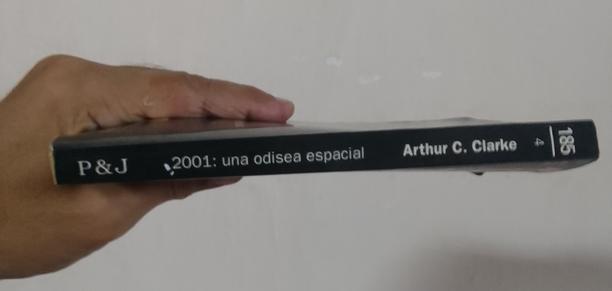 P&J
2001: una odisea espacial
Arthur C. Clarke
185
4